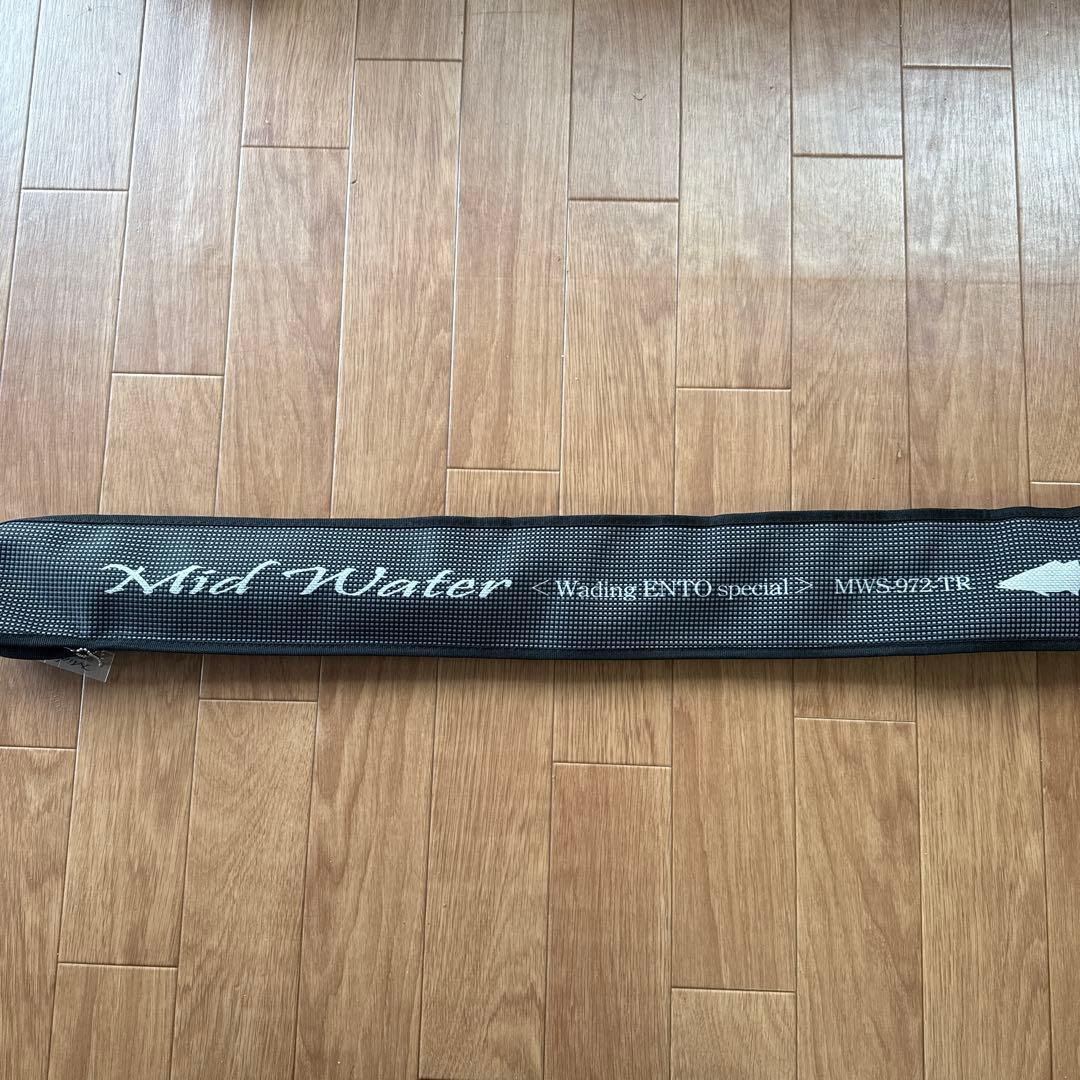 Mid Water <Wading ENTO special> MWS-972-TR